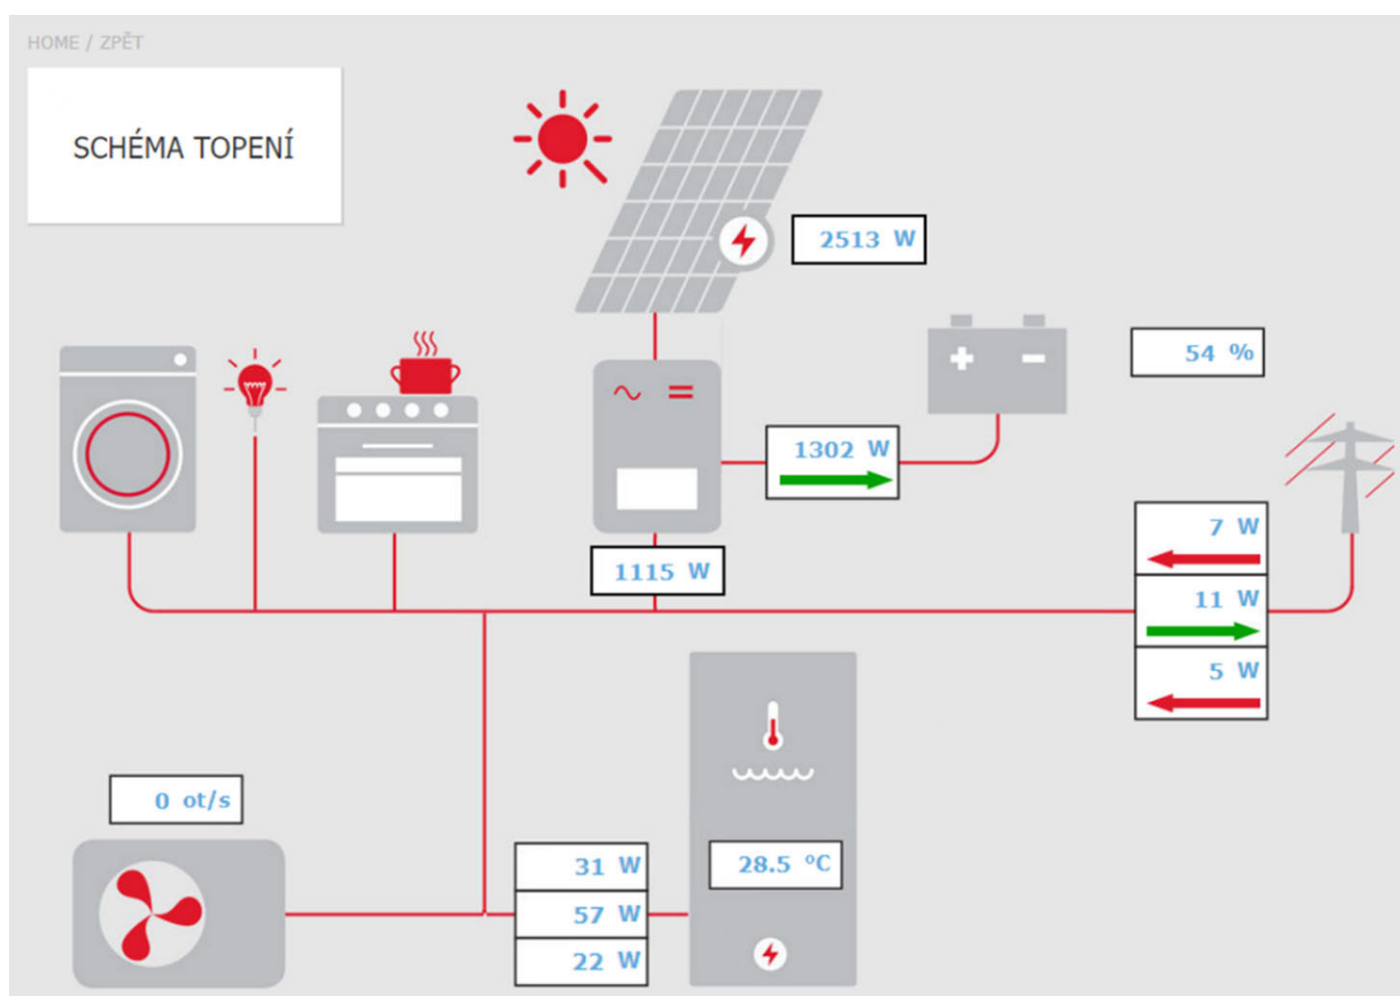 HOME / ZPĚT
SCHÉMA TOPENÍ
2513 W
54 %
1302 W
7 W
1115 W
11 W
5 W
0 ot/s
31 W
28.5 °C
57 W
22 W